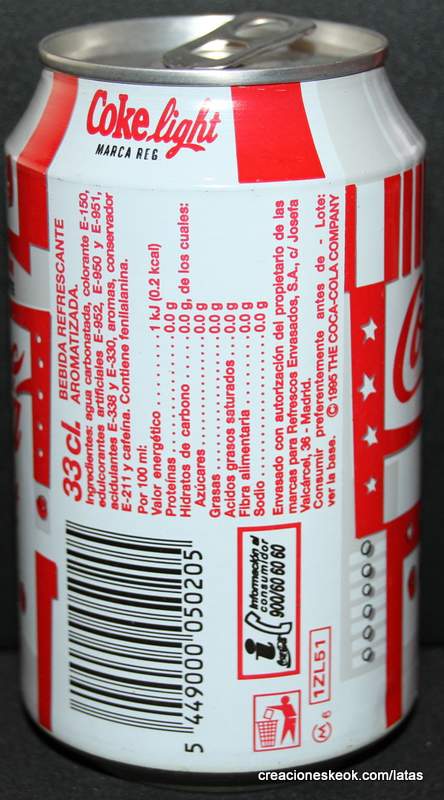 Coke light
MARCA REG
33 cl.
BEBIDA REFRESCANTE
AROMATIZADA.
Ingredientes: agua carbonatada, colorante E-150,
edulcorantes artificiales E-952, E-950 y E-951,
acidulantes E-338 y E-330, aromas, conservador
E-211 y cafeína. Contiene fenilalanina.
Por 100 ml:
Valor energético . . . . . . . . 1 kJ (0.2 kcal)
Proteínas . . . . . . . . . . . . . . . . 0.0 g
Hidratos de carbono . . . . 0.0 g, de los cuales:
Azúcares . . . . . . . . . . . . . . . . 0.0 g
Grasas . . . . . . . . . . . . . . . . 0.0 g
Acidos grasos saturados . . . . 0.0 g
Fibra alimentaria . . . . . . . . . . . 0.0 g
Sodio . . . . . . . . . . . . . . . . 0.0 g
Envasado con autorización del propietario de las
marcas para Refrescos Envasados, S.A., c/ Josefa
Valcárcel, 36 - Madrid.
Consumir preferentemente antes de - Lote:
ver la base. © 1995 THE COCA-COLA COMPANY
5 449000 050205
Información al
consumidor
900/60 60 60
1ZL51
M 6
creacioneskeok.com/latas